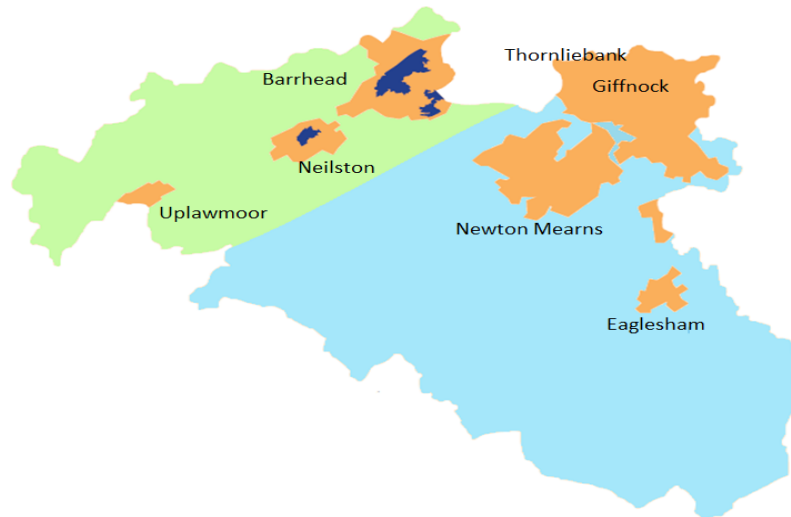 Thornliebank
Barrhead
Giffnock
Neilston
Uplawmoor
Newton Mearns
Eaglesham